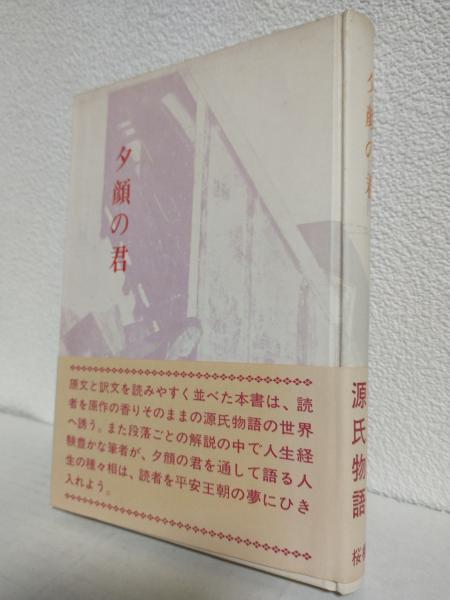 夕顔の君
原文と訳文を読みやすく並べた本書は、読
者を原作の香りそのままの源氏物語の世界
へ誘う。また段落ごとの解説の中で人生経
験豊かな筆者が、夕顔の君を通して語る人
生の種々相は、読者を平安王朝の夢にひき
入れよう。
夕顔の君
源氏物語
桜